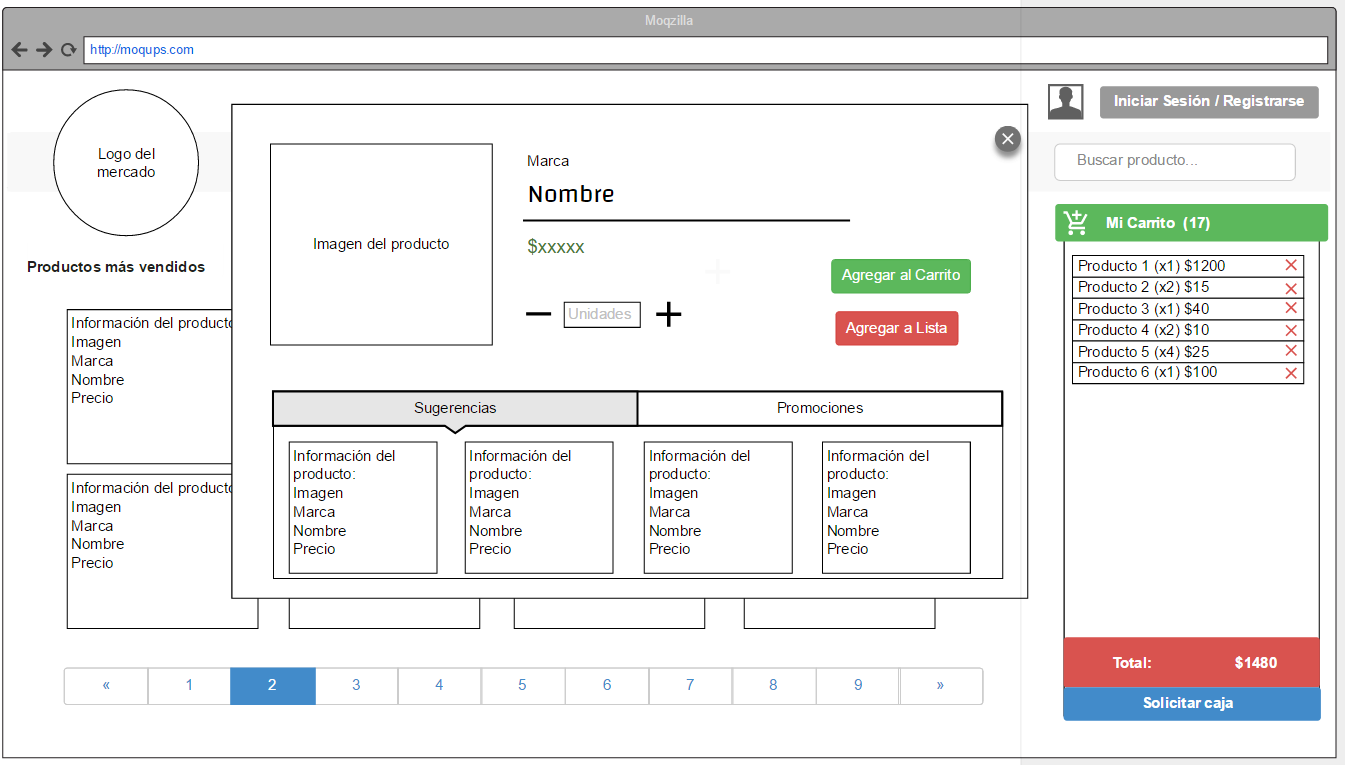 Moqzilla
http://moqups.com
Logo del
mercado
Iniciar Sesión / Registrarse
Buscar producto...
Productos más vendidos
Información del producto
Imagen
Marca
Nombre
Precio
Información del producto
Imagen
Marca
Nombre
Precio
Imagen del producto
Marca
Nombre
$xxxxx
Unidades
Agregar al Carrito
Agregar a Lista
Sugerencias
Promociones
Información del
producto:
Imagen
Marca
Nombre
Precio
Información del
producto:
Imagen
Marca
Nombre
Precio
Información del
producto:
Imagen
Marca
Nombre
Precio
Información del
producto:
Imagen
Marca
Nombre
Precio
Mi Carrito (17)
Producto 1 (x1) $1200
Producto 2 (x2) $15
Producto 3 (x1) $40
Producto 4 (x2) $10
Producto 5 (x4) $25
Producto 6 (x1) $100
Total: $1480
Solicitar caja
« 1 2 3 4 5 6 7 8 9 »